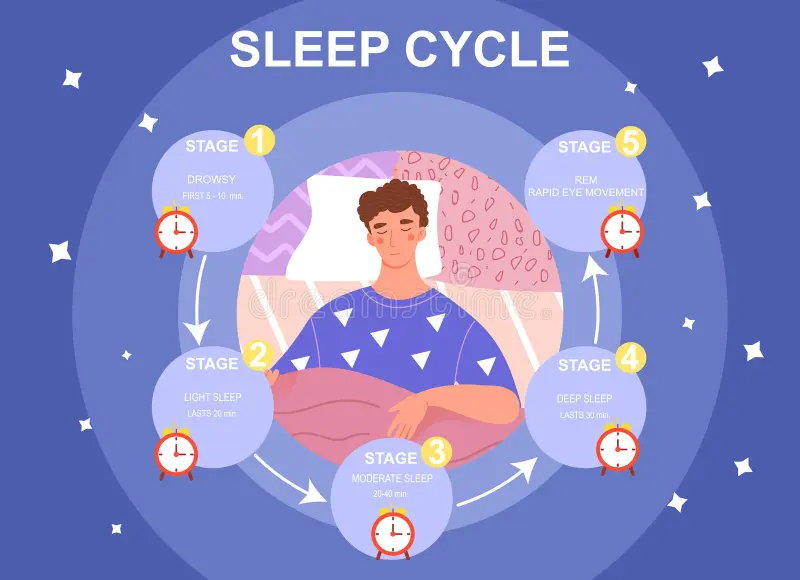 SLEEP CYCLE
STAGE 1
DROWSY
FIRST 5 - 10 min.
STAGE 2
LIGHT SLEEP
LASTS 20 min
STAGE 3
MODERATE SLEEP
20-40 min.
STAGE 4
DEEP SLEEP
LASTS 30 min.
STAGE 5
REM
RAPID EYE MOVEMENT
dreamstime.com